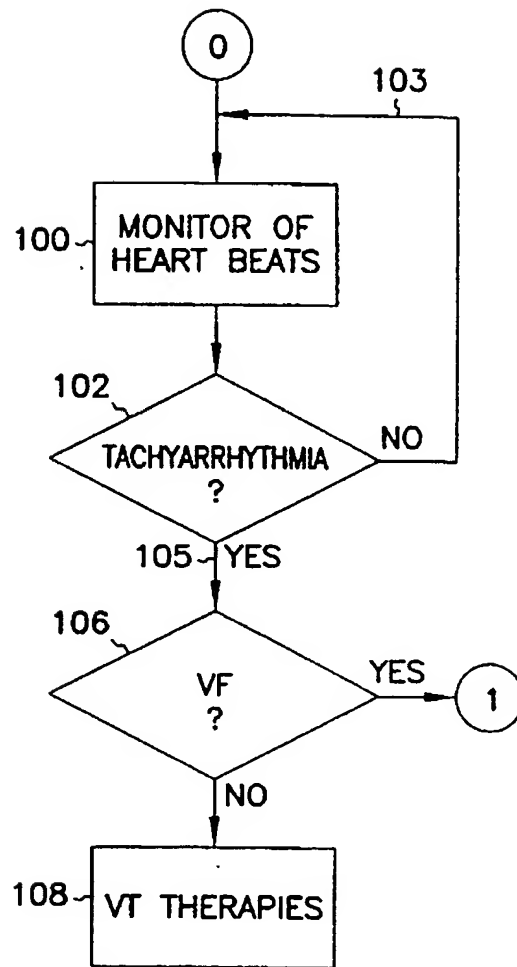 0
103
100
MONITOR OF
HEART BEATS
102
TACHYARRHYTHMIA
?
NO
105
YES
106
VF
?
YES
1
NO
108
VT THERAPIES